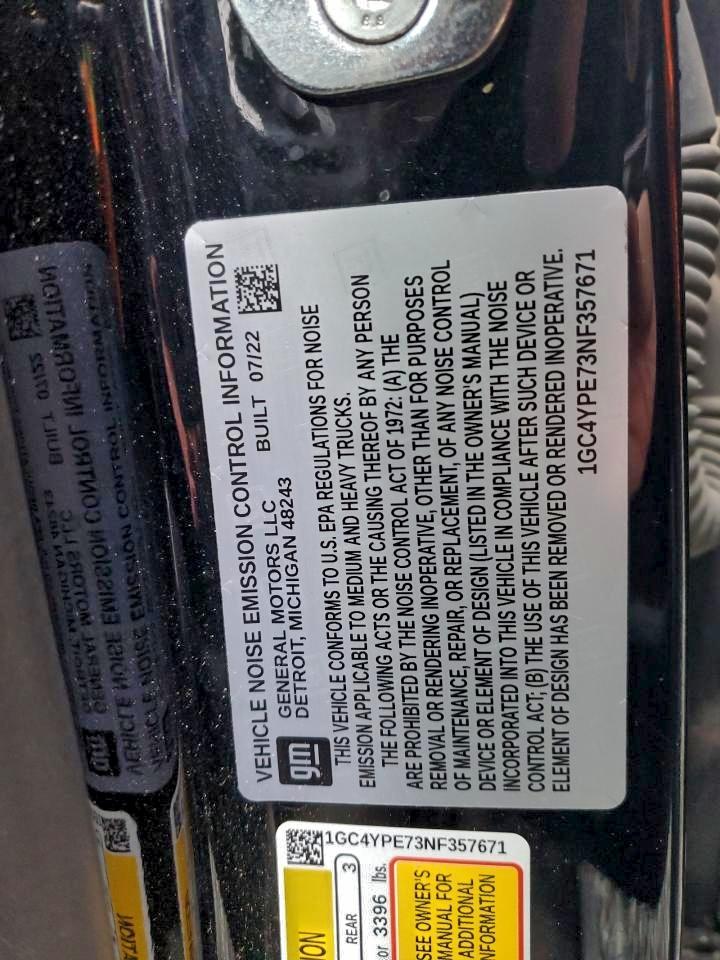 VEHICLE NOISE EMISSION CONTROL INFORMATION
gm
GENERAL MOTORS LLC
DETROIT, MICHIGAN 48243 BUILT 07/22
THIS VEHICLE CONFORMS TO U.S. EPA REGULATIONS FOR NOISE
EMISSION APPLICABLE TO MEDIUM AND HEAVY TRUCKS.
THE FOLLOWING ACTS OR THE CAUSING THEREOF BY ANY PERSON
ARE PROHIBITED BY THE NOISE CONTROL ACT OF 1972: (A) THE
REMOVAL OR RENDERING INOPERATIVE, OTHER THAN FOR PURPOSES
OF MAINTENANCE, REPAIR, OR REPLACEMENT, OF ANY NOISE CONTROL
DEVICE OR ELEMENT OF DESIGN (LISTED IN THE OWNER'S MANUAL)
INCORPORATED INTO THIS VEHICLE IN COMPLIANCE WITH THE NOISE
CONTROL ACT; (B) THE USE OF THIS VEHICLE AFTER SUCH DEVICE OR
ELEMENT OF DESIGN HAS BEEN REMOVED OR RENDERED INOPERATIVE.
1GC4YPE73NF357671
1GC4YPE73NF357671
REAR 3
or 3396 lbs.
SEE OWNER'S
MANUAL FOR
ADDITIONAL
INFORMATION
8.8